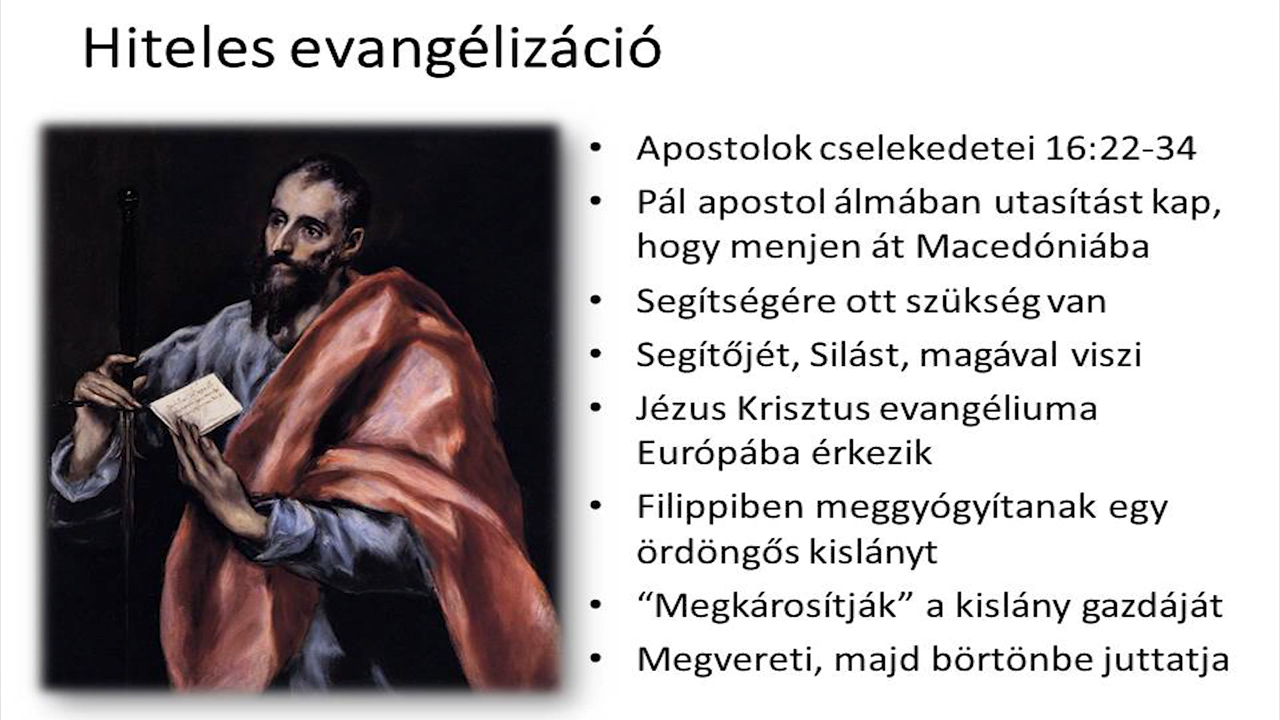 Hiteles evangélizáció
• Apostolok cselekedetei 16:22-34
• Pál apostol álmában utasítást kap,
hogy menjen át Macedóniába
• Segítségére ott szükség van
• Segítőjét, Silást, magával viszi
• Jézus Krisztus evangéliuma
Európába érkezik
• Filippiben meggyógyítanak egy
ördöngős kislányt
• “Megkárosítják” a kislány gazdáját
• Megvereti, majd börtönbe juttatja